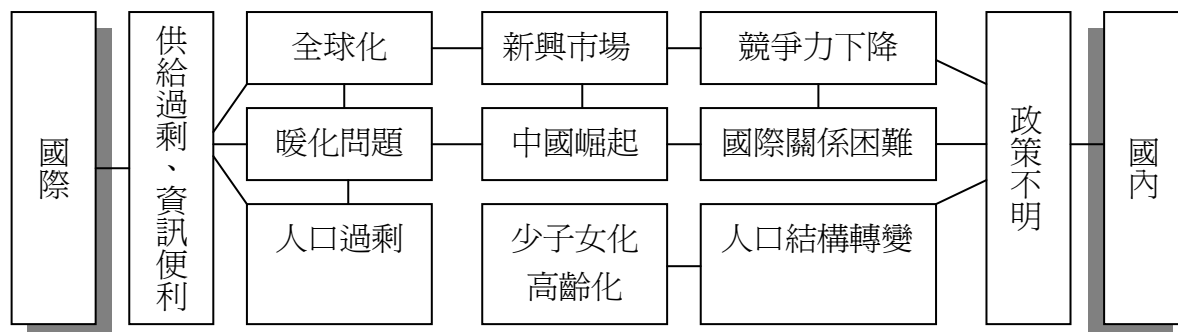 國際
供給過剩、資訊便利
全球化
新興市場
競爭力下降
暖化問題
中國崛起
國際關係困難
人口過剩
少子女化
高齡化
人口結構轉變
政策不明
國內